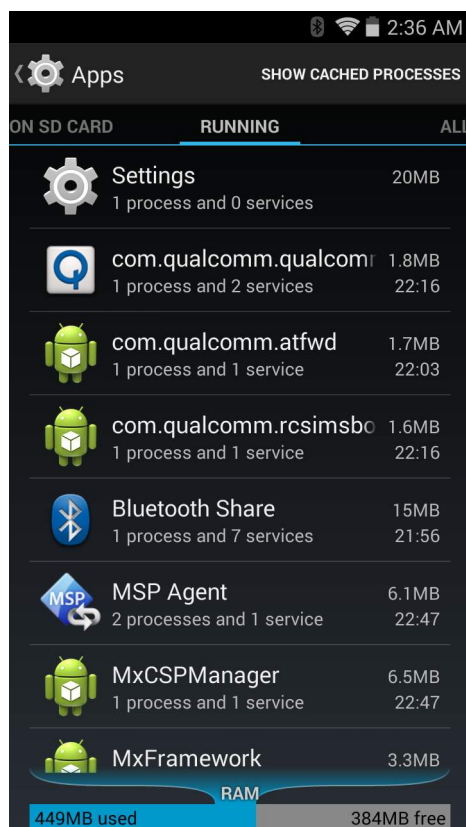 2:36 AM
Apps SHOW CACHED PROCESSES
ON SD CARD RUNNING ALL
Settings 20MB
1 process and 0 services
com.qualcomm.qualcomm 1.8MB
1 process and 2 services 22:16
com.qualcomm.atfwd 1.7MB
1 process and 1 service 22:03
com.qualcomm.rcsimsbo 1.6MB
1 process and 1 service 22:16
Bluetooth Share 15MB
1 process and 7 services 21:56
MSP
MSP Agent 6.1MB
2 processes and 1 service 22:47
MxCSPManager 6.5MB
1 process and 1 service 22:47
MxFramework 3.3MB
RAM
449MB used 384MB free